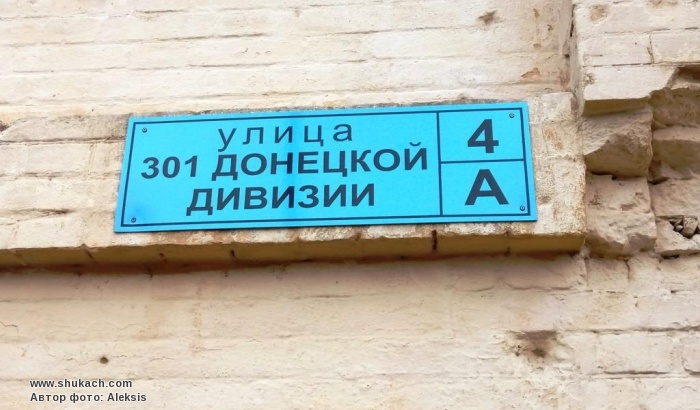 улица
301 ДОНЕЦКОЙ
ДИВИЗИИ
4
А
www.shukach.com
Автор фото: Aleksis